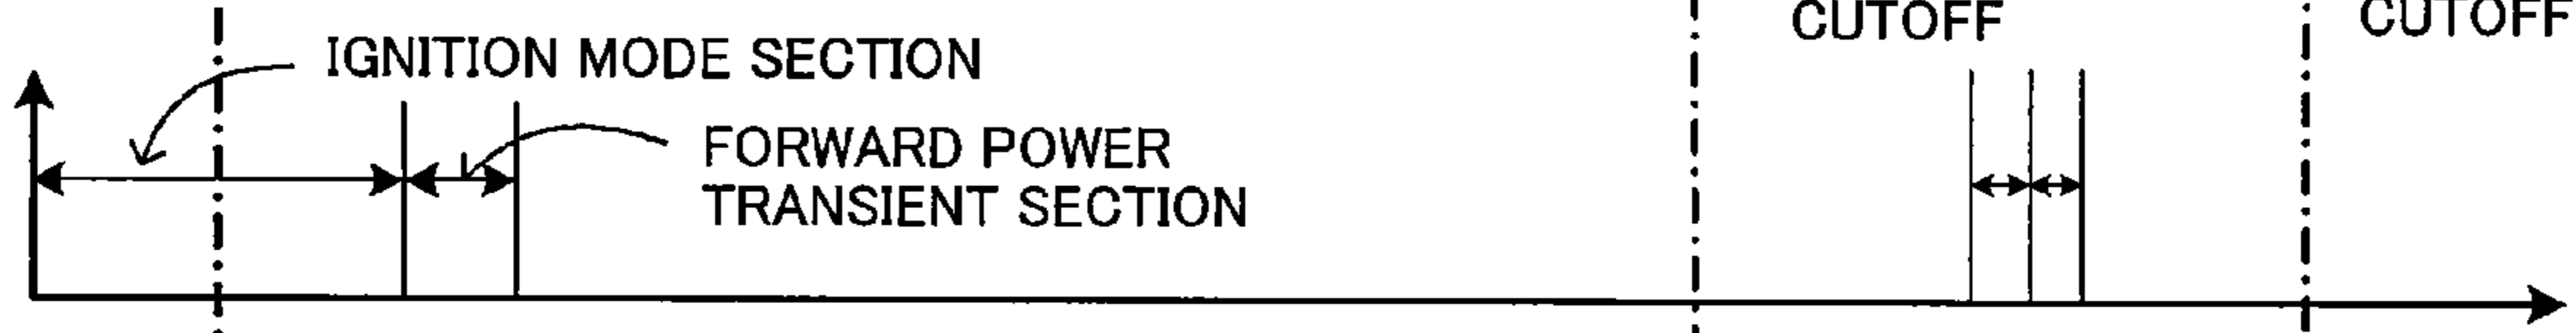 CUTOFF
CUTOFF
IGNITION MODE SECTION
FORWARD POWER
TRANSIENT SECTION